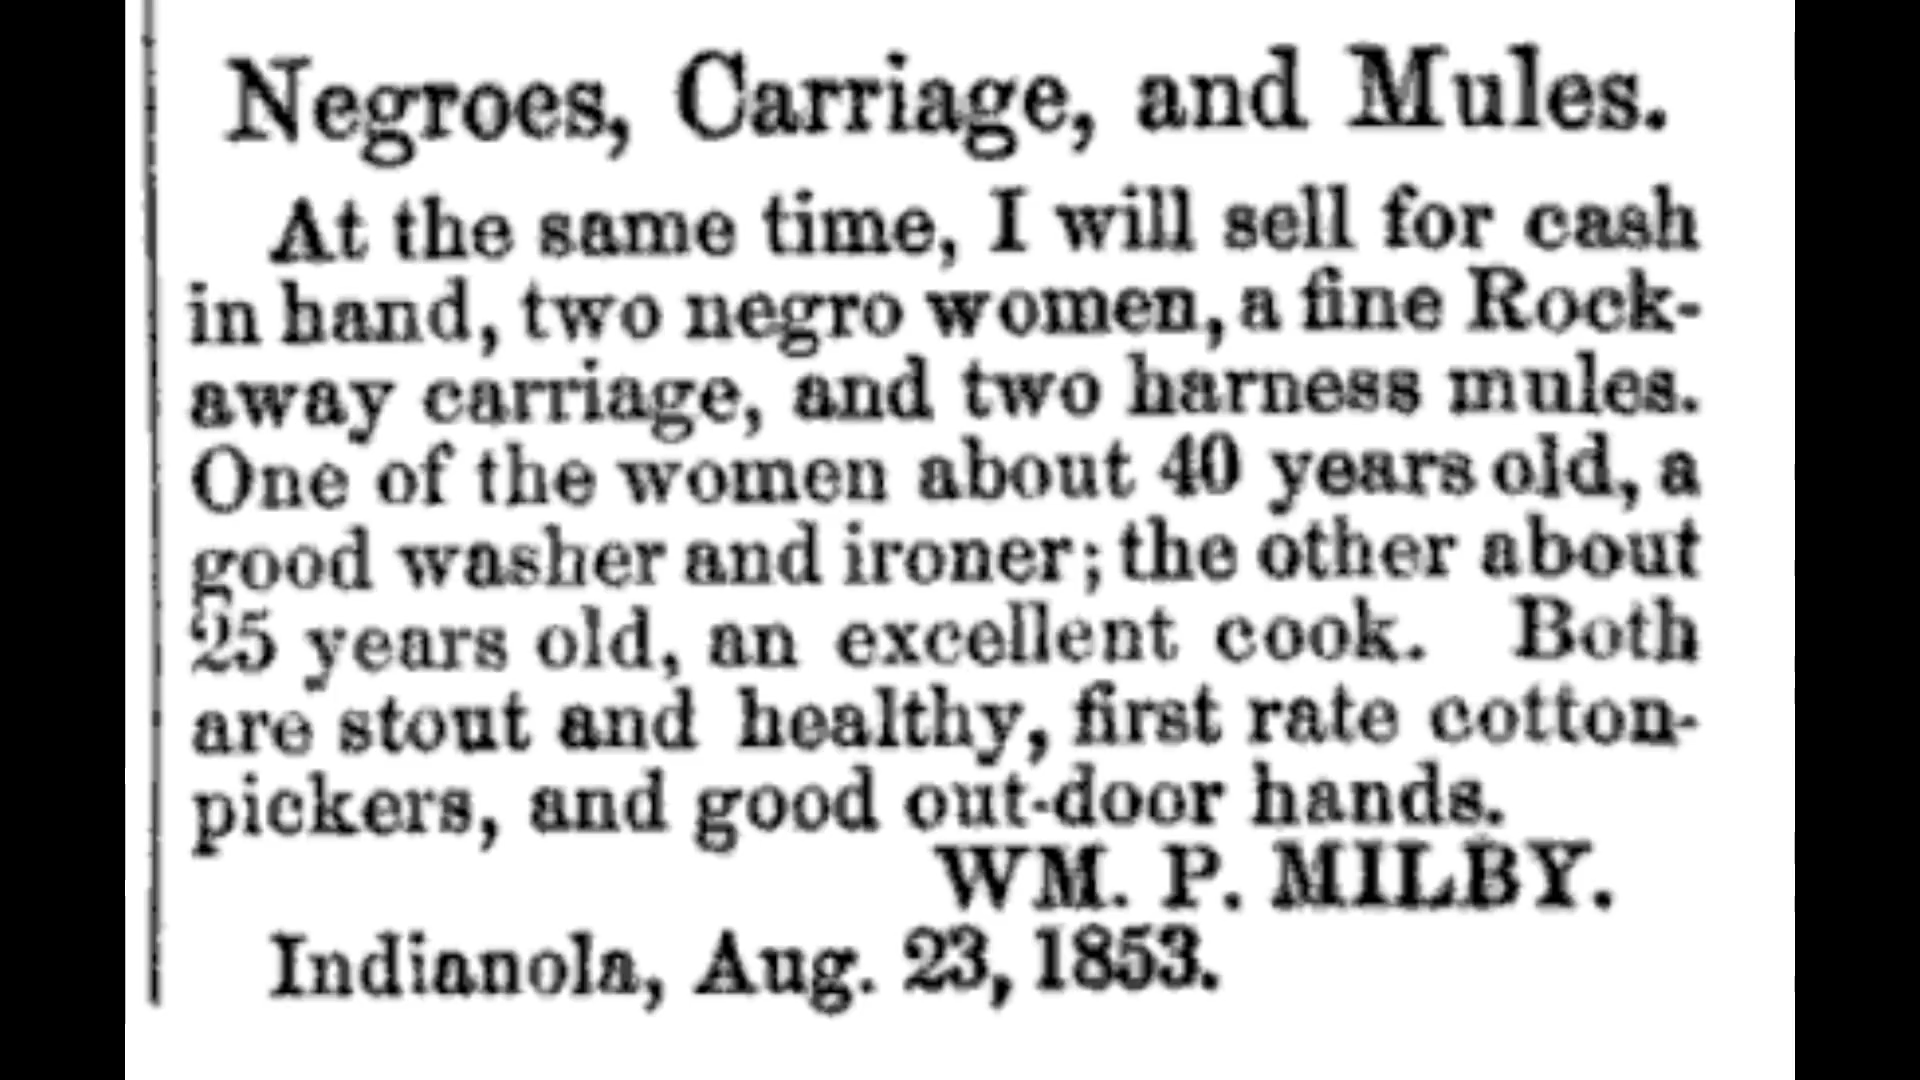 Negroes, Carriage, and Mules.
At the same time, I will sell for cash
in hand, two negro women, a fine Rock-
away carriage, and two harness mules.
One of the women about 40 years old, a
good washer and ironer; the other about
25 years old, an excellent cook. Both
are stout and healthy, first rate cotton-
pickers, and good out-door hands.
WM. P. MILBY.
Indianola, Aug. 23, 1853.